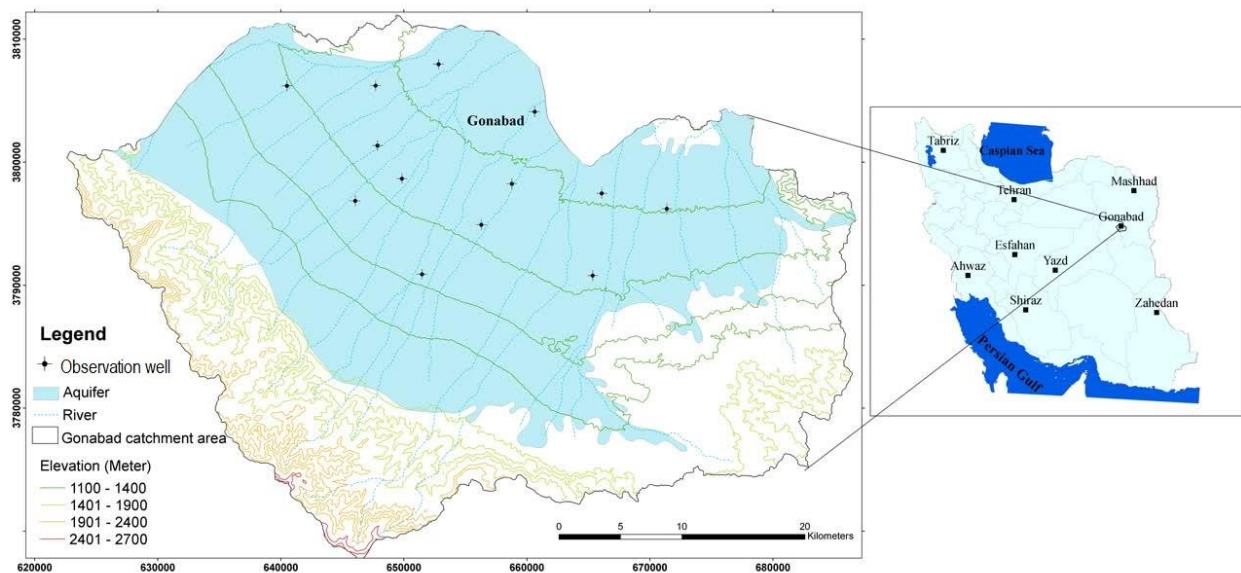 3810000
3800000
3790000
3780000
Gonabad
Legend
Observation well
Aquifer
River
Gonabad catchment area
Elevation (Meter)
1100 - 1400
1401 - 1900
1901 - 2400
2401 - 2700
0 5 10 20
Kilometers
620000 630000 640000 650000 660000 670000 680000
Tabriz
Caspian Sea
Tehran
Mashhad
Gonabad
Esfahan
Yazd
Ahwaz
Shiraz
Zahedan
Persian Gulf